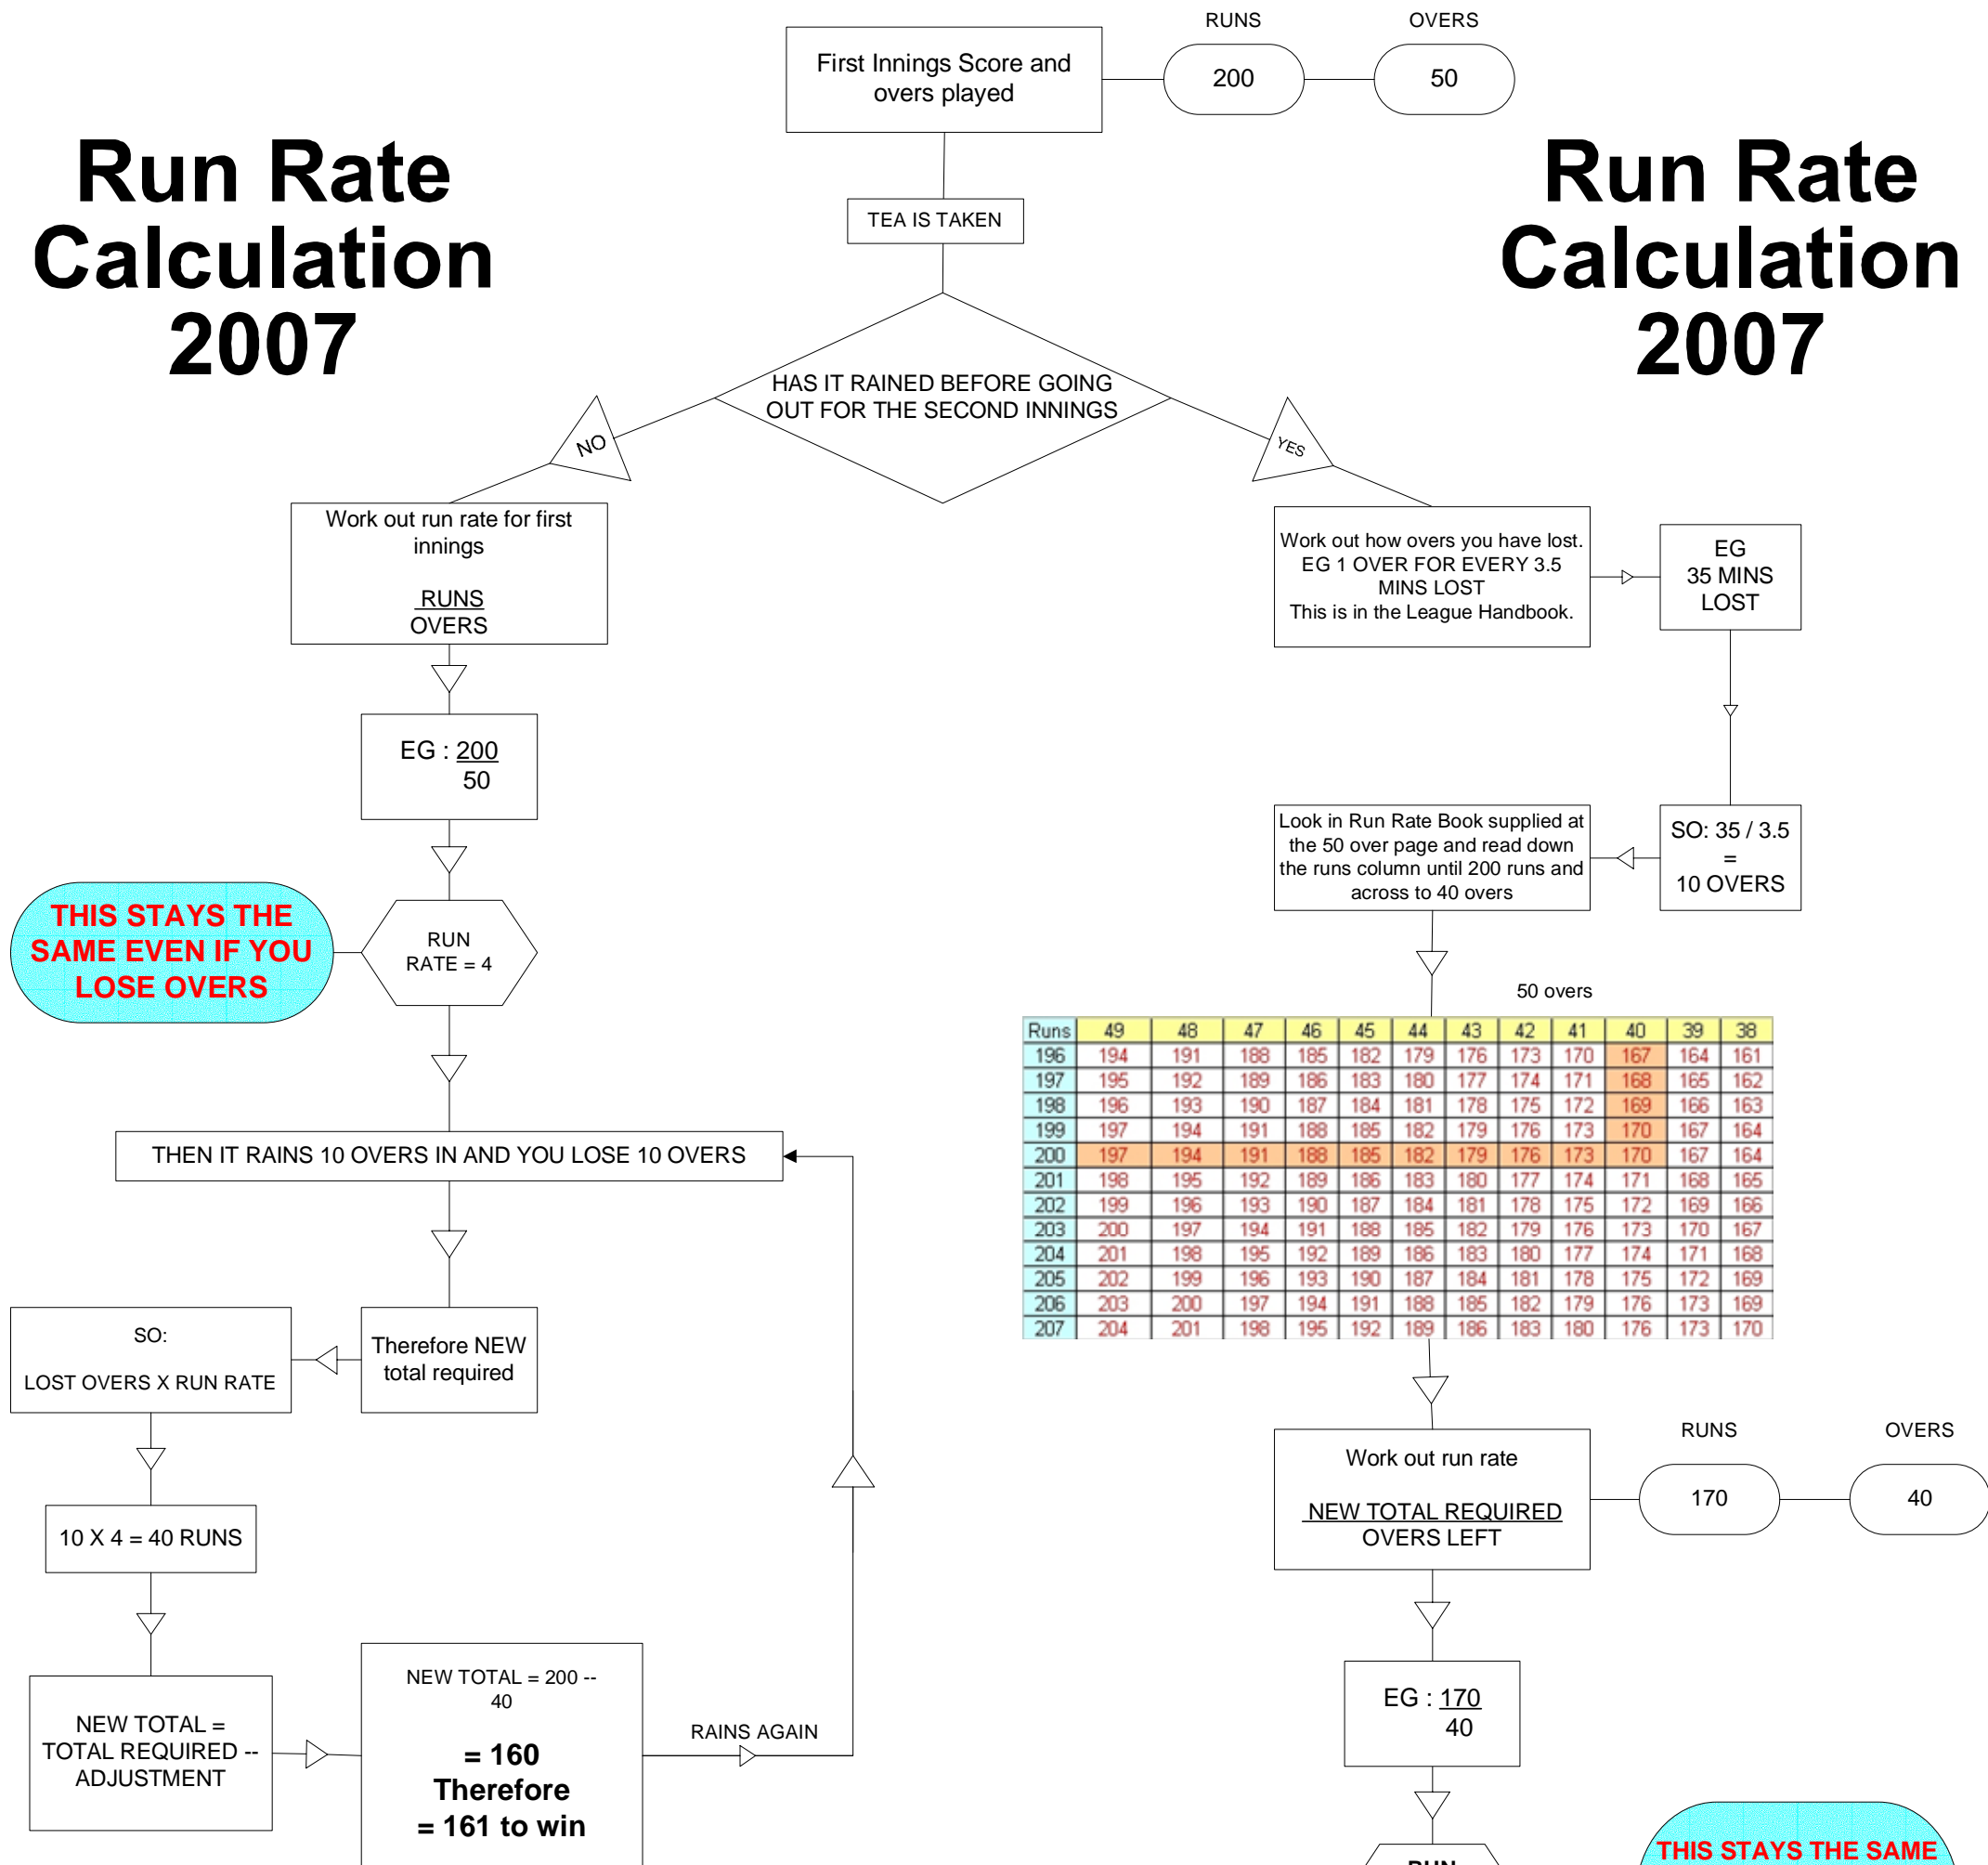 RUNS
OVERS
First Innings Score and
overs played
200
50
Run Rate
Calculation
2007
Run Rate
Calculation
2007
TEA IS TAKEN
HAS IT RAINED BEFORE GOING
OUT FOR THE SECOND INNINGS
NO
YES
Work out run rate for first
innings
RUNS
OVERS
EG : 200
50
THIS STAYS THE
SAME EVEN IF YOU
LOSE OVERS
RUN
RATE = 4
THEN IT RAINS 10 OVERS IN AND YOU LOSE 10 OVERS
Therefore NEW
total required
SO:
LOST OVERS X RUN RATE
10 X 4 = 40 RUNS
NEW TOTAL =
TOTAL REQUIRED --
ADJUSTMENT
NEW TOTAL = 200 --
40
= 160
Therefore
= 161 to win
RAINS AGAIN
Work out how overs you have lost.
EG 1 OVER FOR EVERY 3.5
MINS LOST
This is in the League Handbook.
EG
35 MINS
LOST
SO: 35 / 3.5
=
10 OVERS
Look in Run Rate Book supplied at
the 50 over page and read down
the runs column until 200 runs and
across to 40 overs
50 overs
Runs 49 48 47 46 45 44 43 42 41 40 39 38
196 194 191 188 185 182 179 176 173 170 167 164 161
197 195 192 189 186 183 180 177 174 171 168 165 162
198 196 193 190 187 184 181 178 175 172 169 166 163
199 197 194 191 188 185 182 179 176 173 170 167 164
200 197 194 191 188 185 182 179 176 173 170 167 164
201 198 195 192 189 186 183 180 177 174 171 168 165
202 199 196 193 190 187 184 181 178 175 172 169 166
203 200 197 194 191 188 185 182 179 176 173 170 167
204 201 198 195 192 189 186 183 180 177 174 171 168
205 202 199 196 193 190 187 184 181 178 175 172 169
206 203 200 197 194 191 188 185 182 179 176 173 169
207 204 201 198 195 192 189 186 183 180 176 173 170
Work out run rate
NEW TOTAL REQUIRED
OVERS LEFT
RUNS
OVERS
170
40
EG : 170
40
RUN
THIS STAYS THE SAME